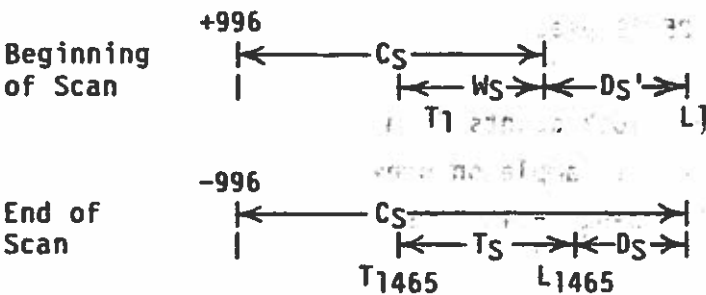 +996
Beginning of Scan
CS
WS DS'
T1 L1
-996
End of Scan
CS
TS DS
T1465 L1465